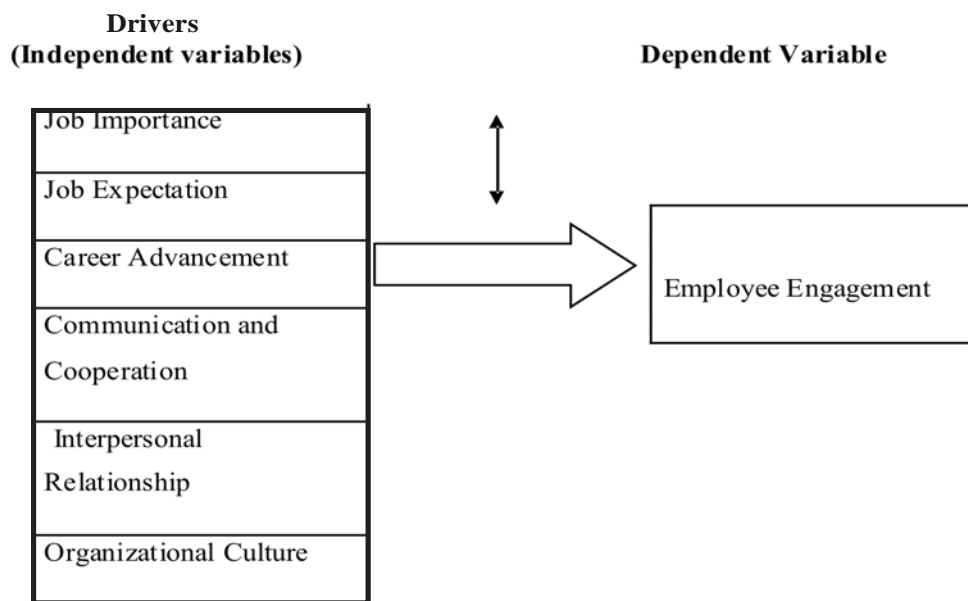 Drivers
(Independent variables)
Dependent Variable
Job Importance
Job Expectation
Career Advancement
Communication and
Cooperation
Interpersonal
Relationship
Organizational Culture
Employee Engagement